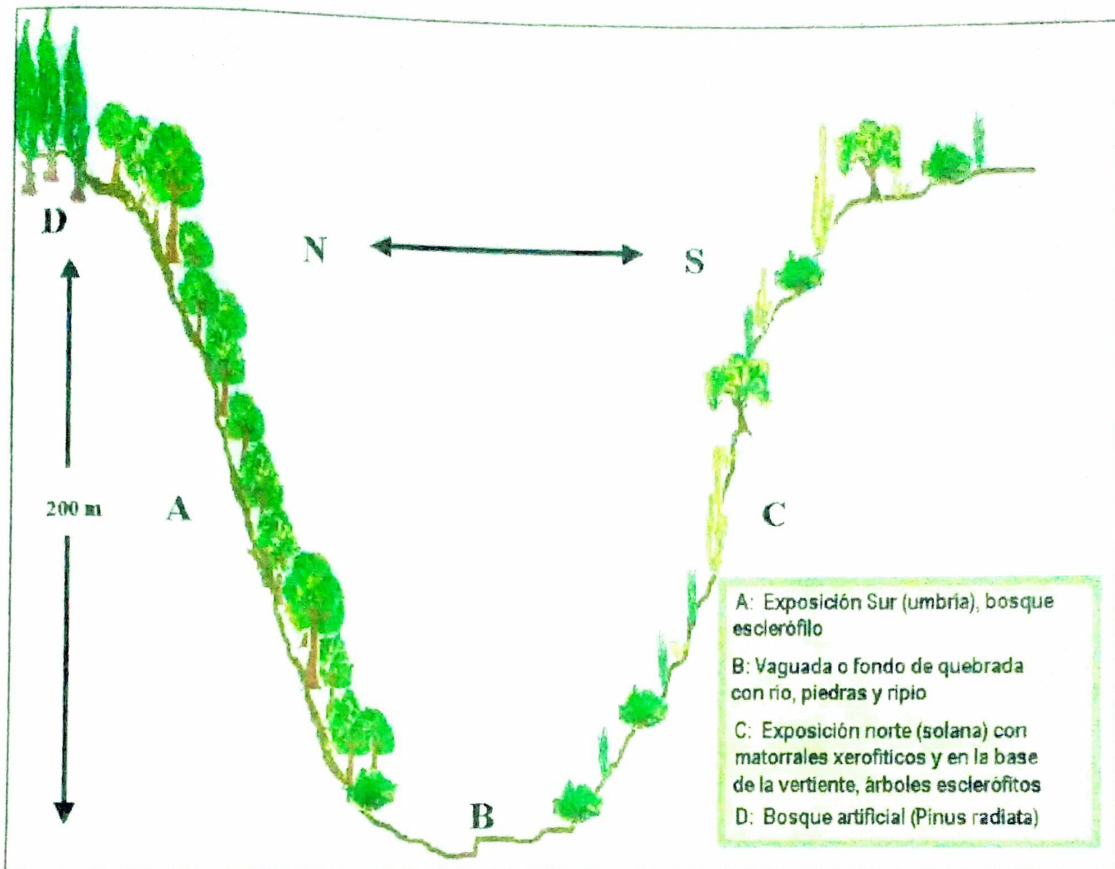 D
N
S
200 m
A
C
B
A: Exposición Sur (umbría), bosque
esclerófilo
B: Vaguada o fondo de quebrada
con rio, piedras y ripio
C: Exposición norte (solana) con
matorrales xerofíticos y en la base
de la vertiente, árboles esclerófitos
D: Bosque artificial (Pinus radiata)